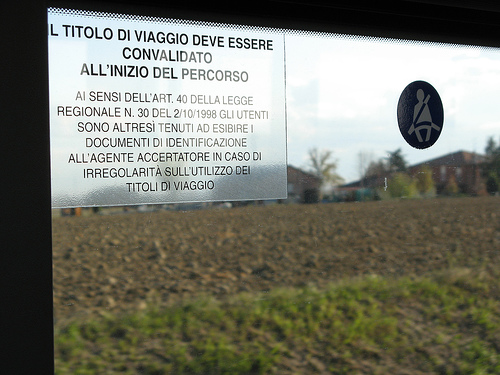 L TITOLO DI VIAGGIO DEVE ESSERE
CONVALIDATO
ALL'INIZIO DEL PERCORSO
AI SENSI DELL'ART. 40 DELLA LEGGE
REGIONALE N. 30 DEL 2/10/1998 GLI UTENTI
SONO ALTRESÌ TENUTI AD ESIBIRE I
DOCUMENTI DI IDENTIFICAZIONE
ALL'AGENTE ACCERTATORE IN CASO DI
IRREGOLARITÀ SULL'UTILIZZO DEI
TITOLI DI VIAGGIO